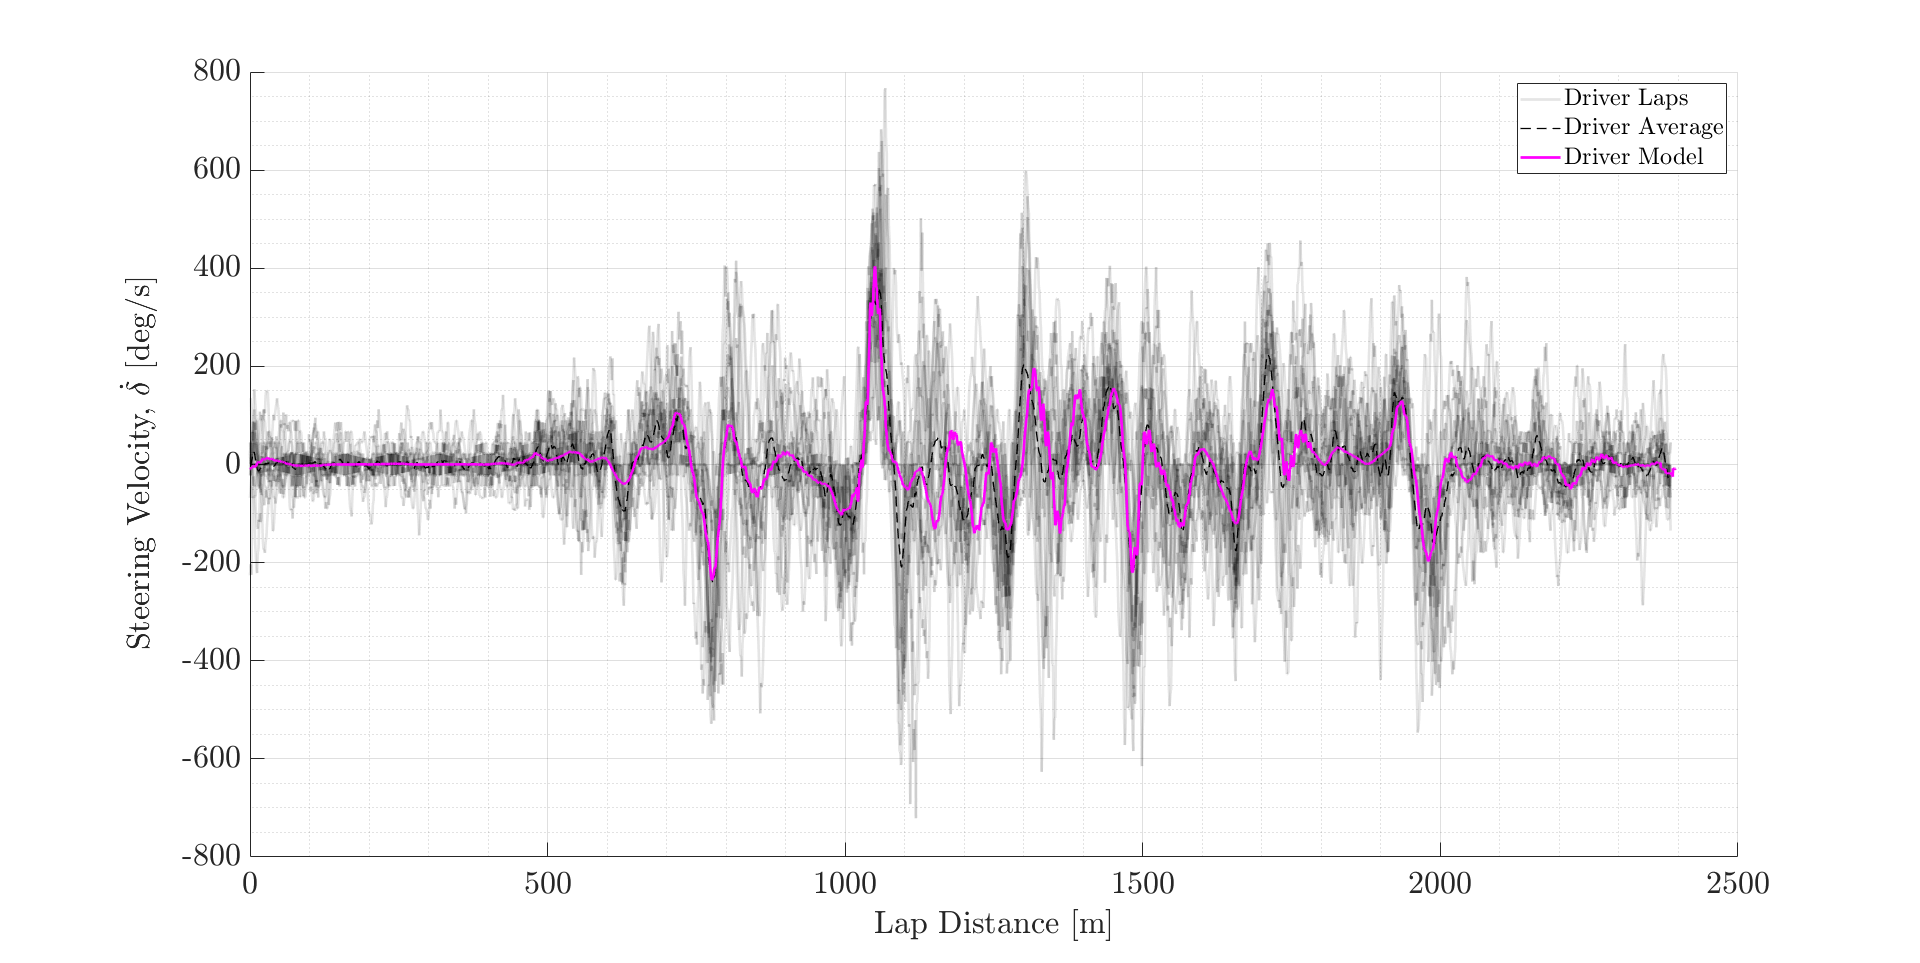 800
600
400
200
0
-200
-400
-600
-800
Steering Velocity, δ̇ [deg/s]
Driver Laps
Driver Average
Driver Model
0 500 1000 1500 2000 2500
Lap Distance [m]